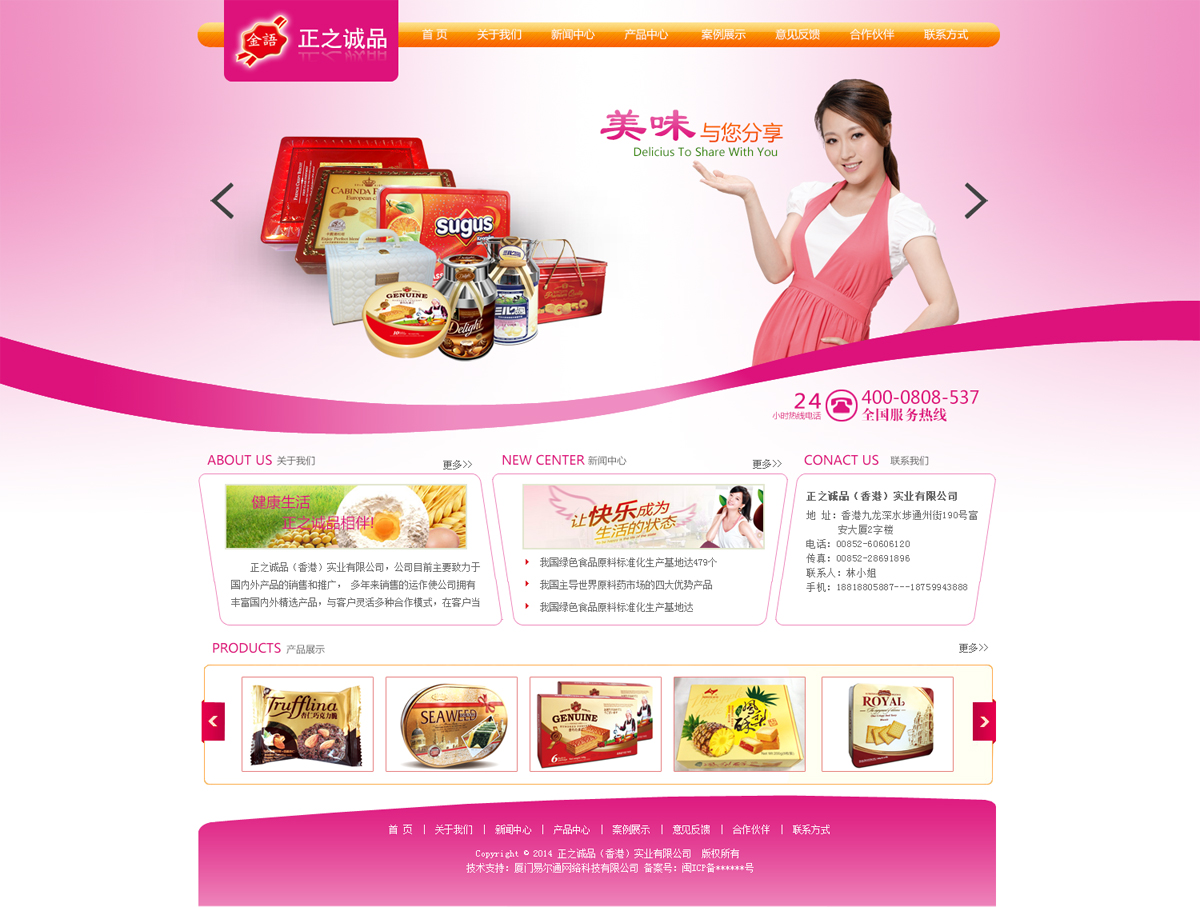 金語 正之诚品
首 页 关于我们 新闻中心 产品中心 案例展示 意见反馈 合作伙伴 联系方式
美味 与您分享
Delicius To Share With You
CABINDA
sugus
GENUINE
Delight
24 400-0808-537
小时热线电话 全国服务热线
ABOUT US 关于我们 更多>>
健康生活
正之诚品相伴!
正之诚品（香港）实业有限公司，公司目前主要致力于
国内外产品的销售和推广， 多年来销售的运作使公司拥有
丰富国内外精选产品，与客户灵活多种合作模式，在客户当
NEW CENTER 新闻中心 更多>>
让快乐成为
生活的状态
我国绿色食品原料标准化生产基地达479个
我国主导世界原料药市场的四大优势产品
我国绿色食品原料标准化生产基地达
CONACT US 联系我们
正之诚品（香港）实业有限公司
地 址：香港九龙深水埗通州街190号富
安大厦2字楼
电话：00852-60606120
传真：00852-28691896
联系人：林小姐
手机：18818805887---18759943888
PRODUCTS 产品展示 更多>>
Trufflina
杏仁巧克力脆
SEAWEED
GENUINE
6
凤梨酥
ROYAL
首 页 | 关于我们 | 新闻中心 | 产品中心 | 案例展示 | 意见反馈 | 合作伙伴 | 联系方式
Copyright © 2014 正之诚品（香港）实业有限公司 版权所有
技术支持：厦门易尔通网络科技有限公司 备案号：闽ICP备******号